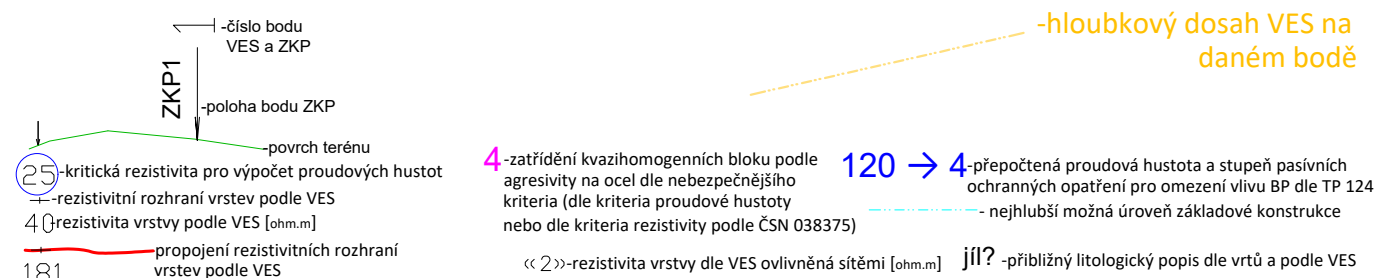 -číslo bodu
VES a ZKP
ZKP1
-poloha bodu ZKP
-povrch terénu
25 -kritická rezistivita pro výpočet proudových hustot
-rezistivitní rozhraní vrstev podle VES
40 -rezistivita vrstvy podle VES [ohm.m]
propojení rezistivitních rozhraní
181 vrstev podle VES
4 -zatřídění kvazihomogenních bloku podle
agresivity na ocel dle nebezpečnějšího
kriteria (dle kriteria proudové hustoty
nebo dle kriteria rezistivity podle ČSN 038375)
«2»-rezistivita vrstvy dle VES ovlivněná sítěmi [ohm.m]
-hloubkový dosah VES na
daném bodě
120 → 4 -přepočtená proudová hustota a stupeň pasívních
ochranných opatření pro omezení vlivu BP dle TP 124
- nejhlubší možná úroveň základové konstrukce
jíl? -přibližný litologický popis dle vrtů a podle VES